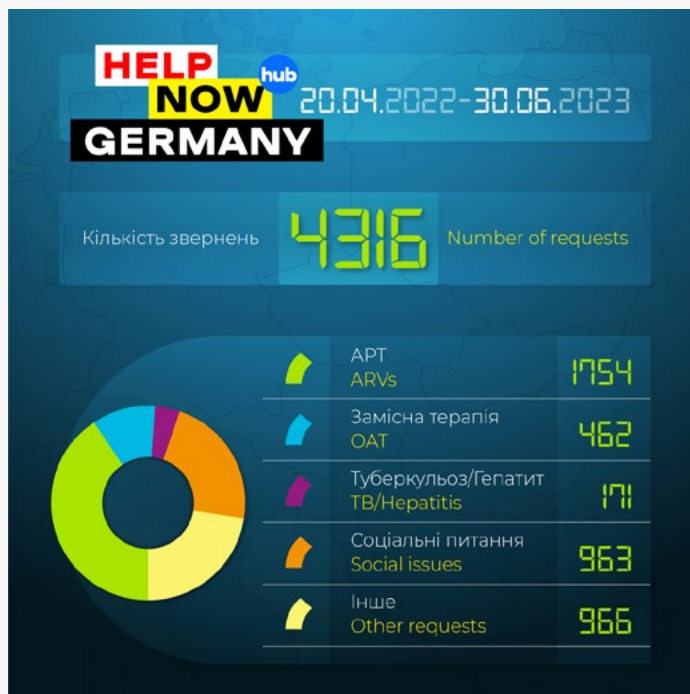 HELP
NOW hub
GERMANY
20.04.2022-30.06.2023
Кількість звернень 4316 Number of requests
АРТ
ARVs 1754
Замісна терапія
OAT 462
Туберкульоз/Гепатит
TB/Hepatitis 171
Соціальні питання
Social issues 963
Інше
Other requests 966